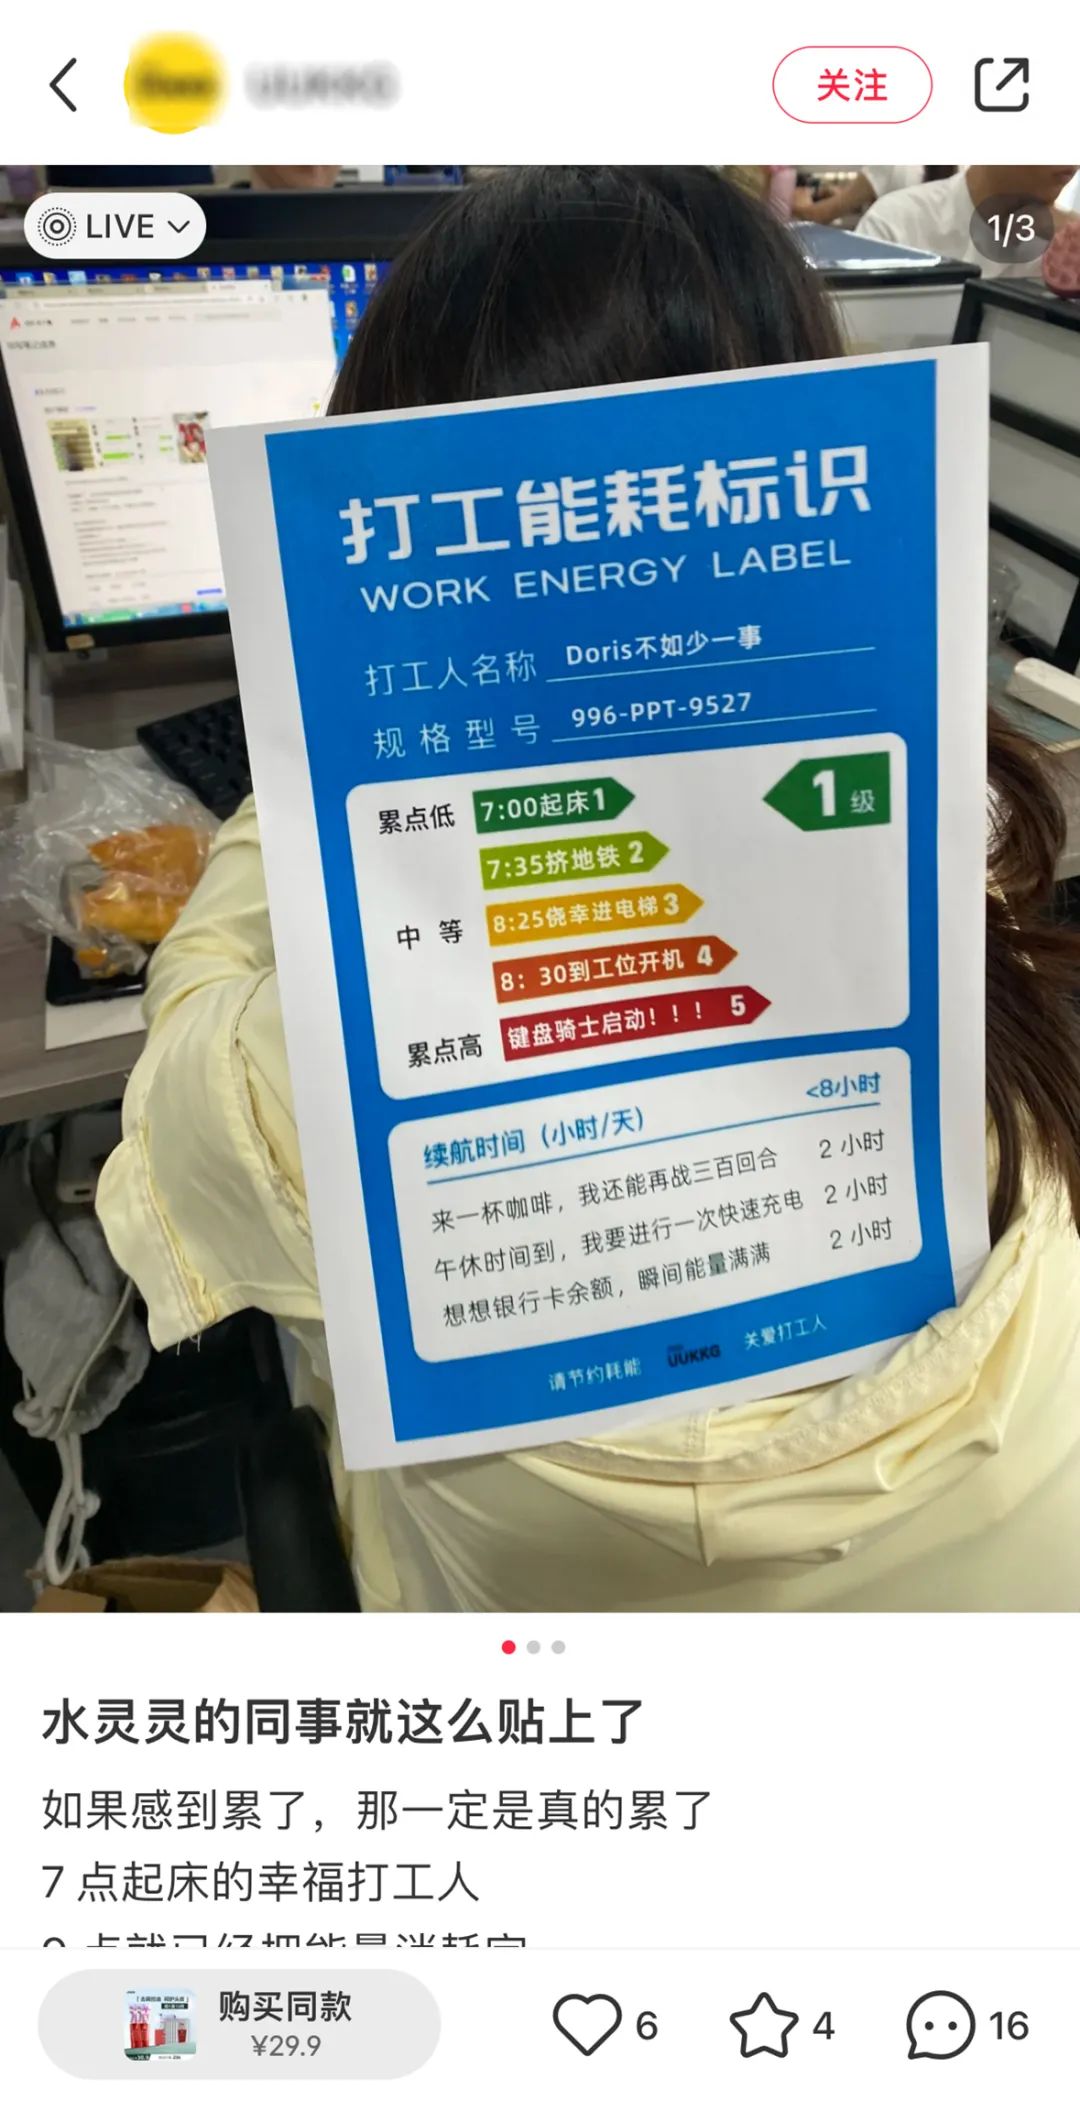 关注
LIVE
1/3
打工能耗标识
WORK ENERGY LABEL
打工人名称 Doris不如少一事
规格型号 996-PPT-9527
累点低 7:00起床1 1级
7:35挤地铁 2
中等 8:25侥幸进电梯3
8：30到工位开机 4
累点高 键盘骑士启动！！！ 5
续航时间（小时/天） <8小时
来一杯咖啡，我还能再战三百回合 2 小时
午休时间到，我要进行一次快速充电 2 小时
想想银行卡余额，瞬间能量满满 2 小时
请节约耗能 UUKKG 关爱打工人
水灵灵的同事就这么贴上了
如果感到累了，那一定是真的累了
7 点起床的幸福打工人
购买同款
¥29.9
6
4
16